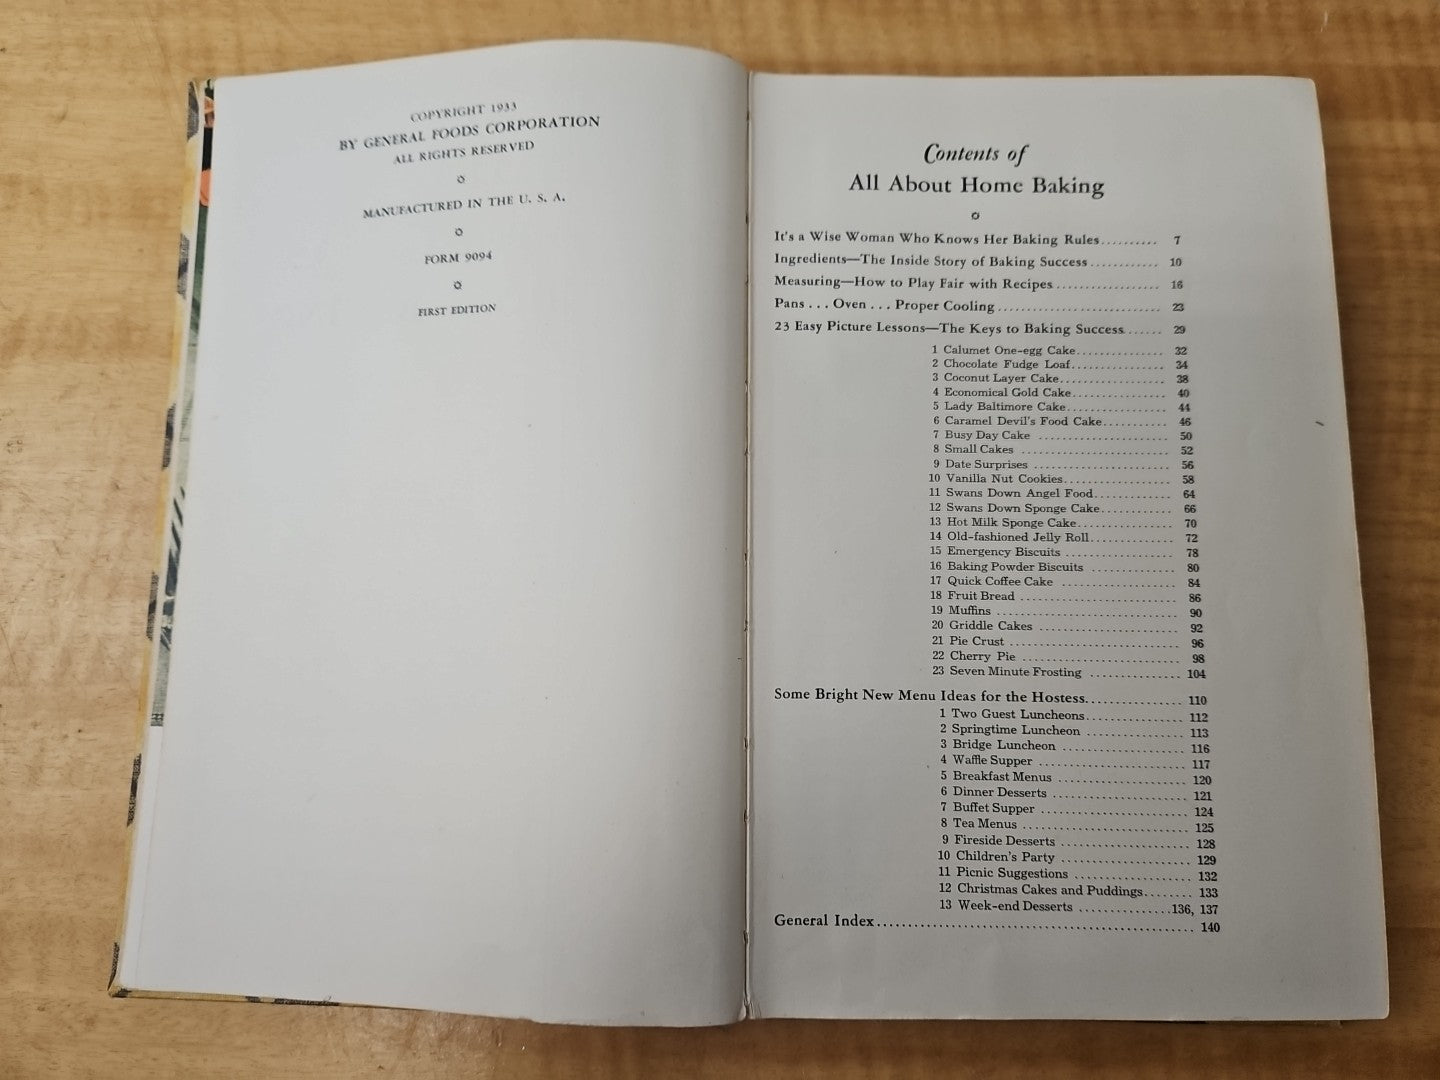 COPYRIGHT 1933
BY GENERAL FOODS CORPORATION
ALL RIGHTS RESERVED
MANUFACTURED IN THE U. S. A.
FORM 9094
FIRST EDITION
Contents of
All About Home Baking
It's a Wise Woman Who Knows Her Baking Rules.......... 7
Ingredients—The Inside Story of Baking Success............ 10
Measuring—How to Play Fair with Recipes.................. 16
Pans . . . Oven . . . Proper Cooling............................ 23
23 Easy Picture Lessons—The Keys to Baking Success...... 29
1 Calumet One-egg Cake................ 32
2 Chocolate Fudge Loaf................. 34
3 Coconut Layer Cake................... 38
4 Economical Gold Cake................. 40
5 Lady Baltimore Cake.................. 44
6 Caramel Devil's Food Cake............ 46
7 Busy Day Cake ........................ 50
8 Small Cakes ........................... 52
9 Date Surprises ......................... 56
10 Vanilla Nut Cookies.................... 58
11 Swans Down Angel Food.............. 64
12 Swans Down Sponge Cake............. 66
13 Hot Milk Sponge Cake................. 70
14 Old-fashioned Jelly Roll............... 72
15 Emergency Biscuits .................... 78
16 Baking Powder Biscuits ............... 80
17 Quick Coffee Cake ..................... 84
18 Fruit Bread ............................. 86
19 Muffins ................................. 90
20 Griddle Cakes .......................... 92
21 Pie Crust ............................... 96
22 Cherry Pie .............................. 98
23 Seven Minute Frosting ................ 104
Some Bright New Menu Ideas for the Hostess................ 110
1 Two Guest Luncheons.................. 112
2 Springtime Luncheon .................. 113
3 Bridge Luncheon ....................... 116
4 Waffle Supper .......................... 117
5 Breakfast Menus ....................... 120
6 Dinner Desserts ........................ 121
7 Buffet Supper .......................... 124
8 Tea Menus ............................. 125
9 Fireside Desserts ....................... 128
10 Children's Party ....................... 129
11 Picnic Suggestions ..................... 132
12 Christmas Cakes and Puddings........ 133
13 Week-end Desserts ................136, 137
General Index.................................................. 140